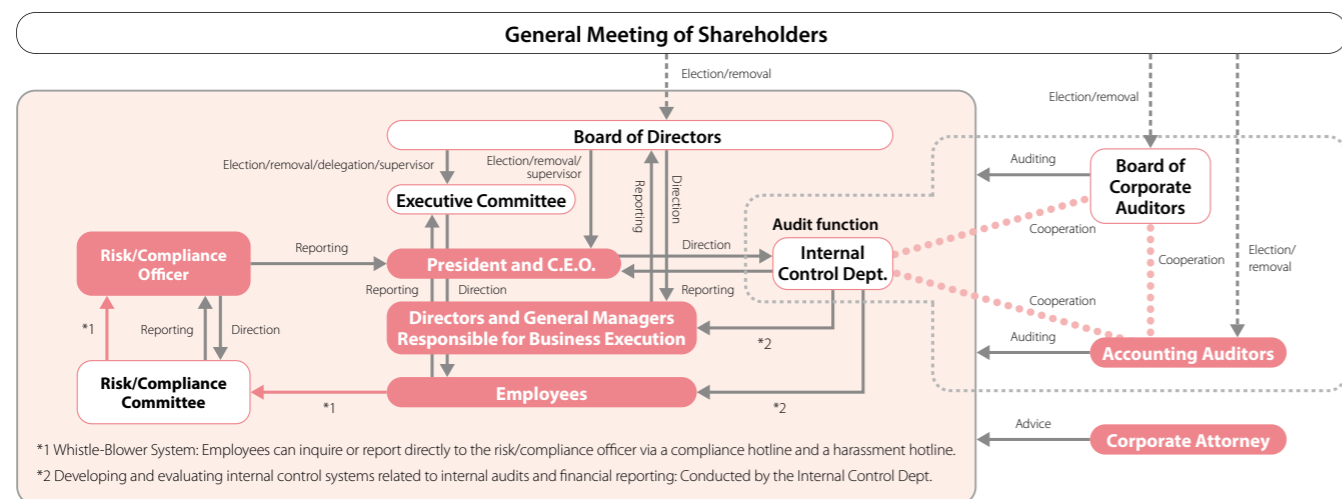 General Meeting of Shareholders
Election/removal
Election/removal
Board of Directors
Election/removal/delegation/supervisor
Election/removal/
supervisor
Reporting
Direction
Auditing
Board of
Corporate
Auditors
Executive Committee
Audit function
Cooperation
Risk/Compliance
Officer
Reporting
President and C.E.O.
Direction
Internal
Control Dept.
Election/
removal
Cooperation
Reporting
Direction
Reporting
Cooperation
*1
Reporting
Direction
Directors and General Managers
Responsible for Business Execution
*2
Auditing
Accounting Auditors
Risk/Compliance
Committee
*1
Employees
*2
Advice
Corporate Attorney
*1 Whistle-Blower System: Employees can inquire or report directly to the risk/compliance officer via a compliance hotline and a harassment hotline.
*2 Developing and evaluating internal control systems related to internal audits and financial reporting: Conducted by the Internal Control Dept.